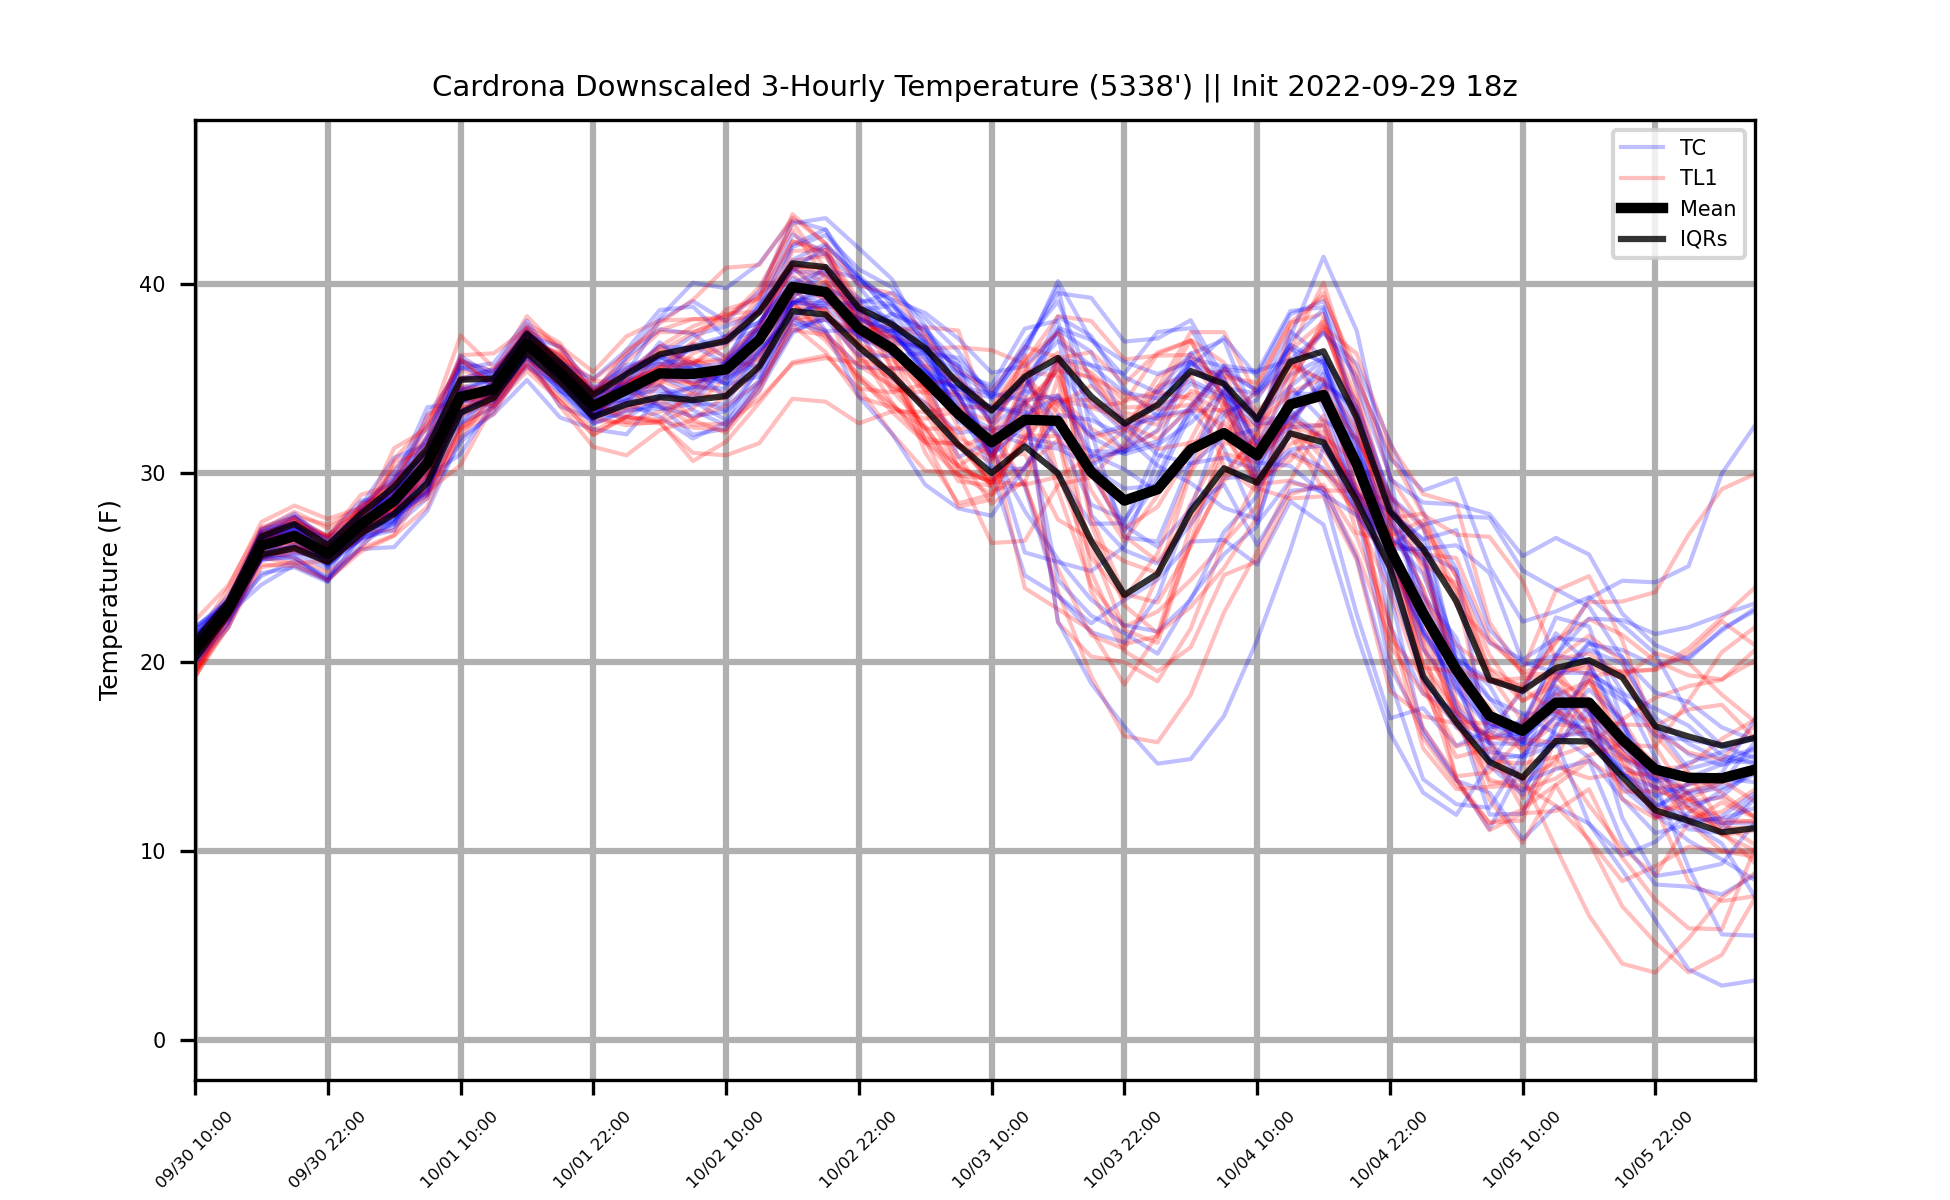 Cardrona Downscaled 3-Hourly Temperature (5338') || Init 2022-09-29 18z
TC
TL1
Mean
IQRs
Temperature (F)
40
30
20
10
0
09/30 10:00
09/30 22:00
10/01 10:00
10/01 22:00
10/02 10:00
10/02 22:00
10/03 10:00
10/03 22:00
10/04 10:00
10/04 22:00
10/05 10:00
10/05 22:00